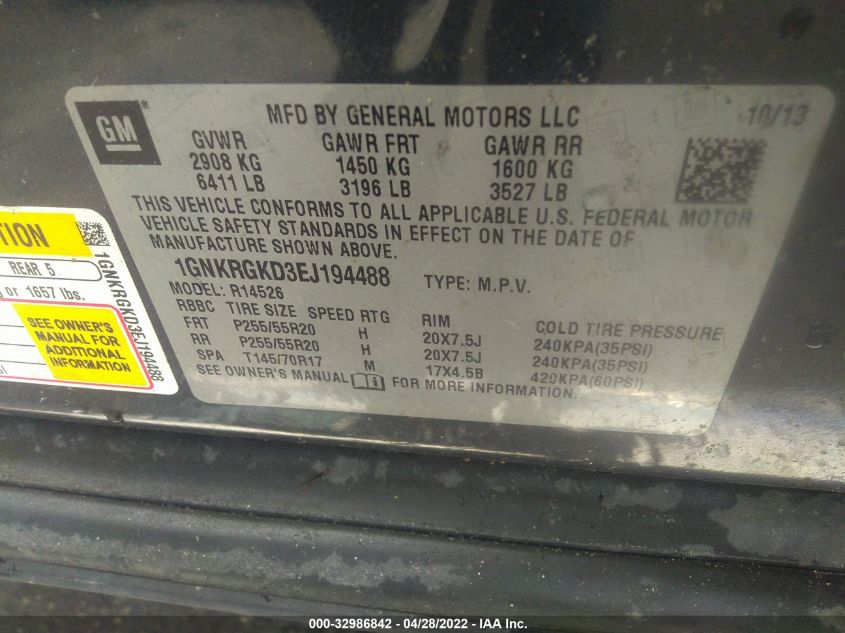 GM
®
MFD BY GENERAL MOTORS LLC
10/13
GVWR GAWR FRT GAWR RR
2908 KG 1450 KG 1600 KG
6411 LB 3196 LB 3527 LB
THIS VEHICLE CONFORMS TO ALL APPLICABLE U.S. FEDERAL MOTOR
VEHICLE SAFETY STANDARDS IN EFFECT ON THE DATE OF
MANUFACTURE SHOWN ABOVE.
1GNKRGKD3EJ194488 TYPE: M.P.V.
MODEL: R14526
RBBC TIRE SIZE SPEED RTG RIM COLD TIRE PRESSURE
FRT P255/55R20 H 20X7.5J 240KPA(35PSI)
RR P255/55R20 H 20X7.5J 240KPA(35PSI)
SPA T145/70R17 M 17X4.5B 420KPA(60PSI)
SEE OWNER'S MANUAL FOR MORE INFORMATION.
REAR 5
or 1657 lbs.
SEE OWNER'S
MANUAL FOR
ADDITIONAL
INFORMATION
1GNKRGKD3EJ194488
000-32986842 - 04/28/2022 - IAA Inc.